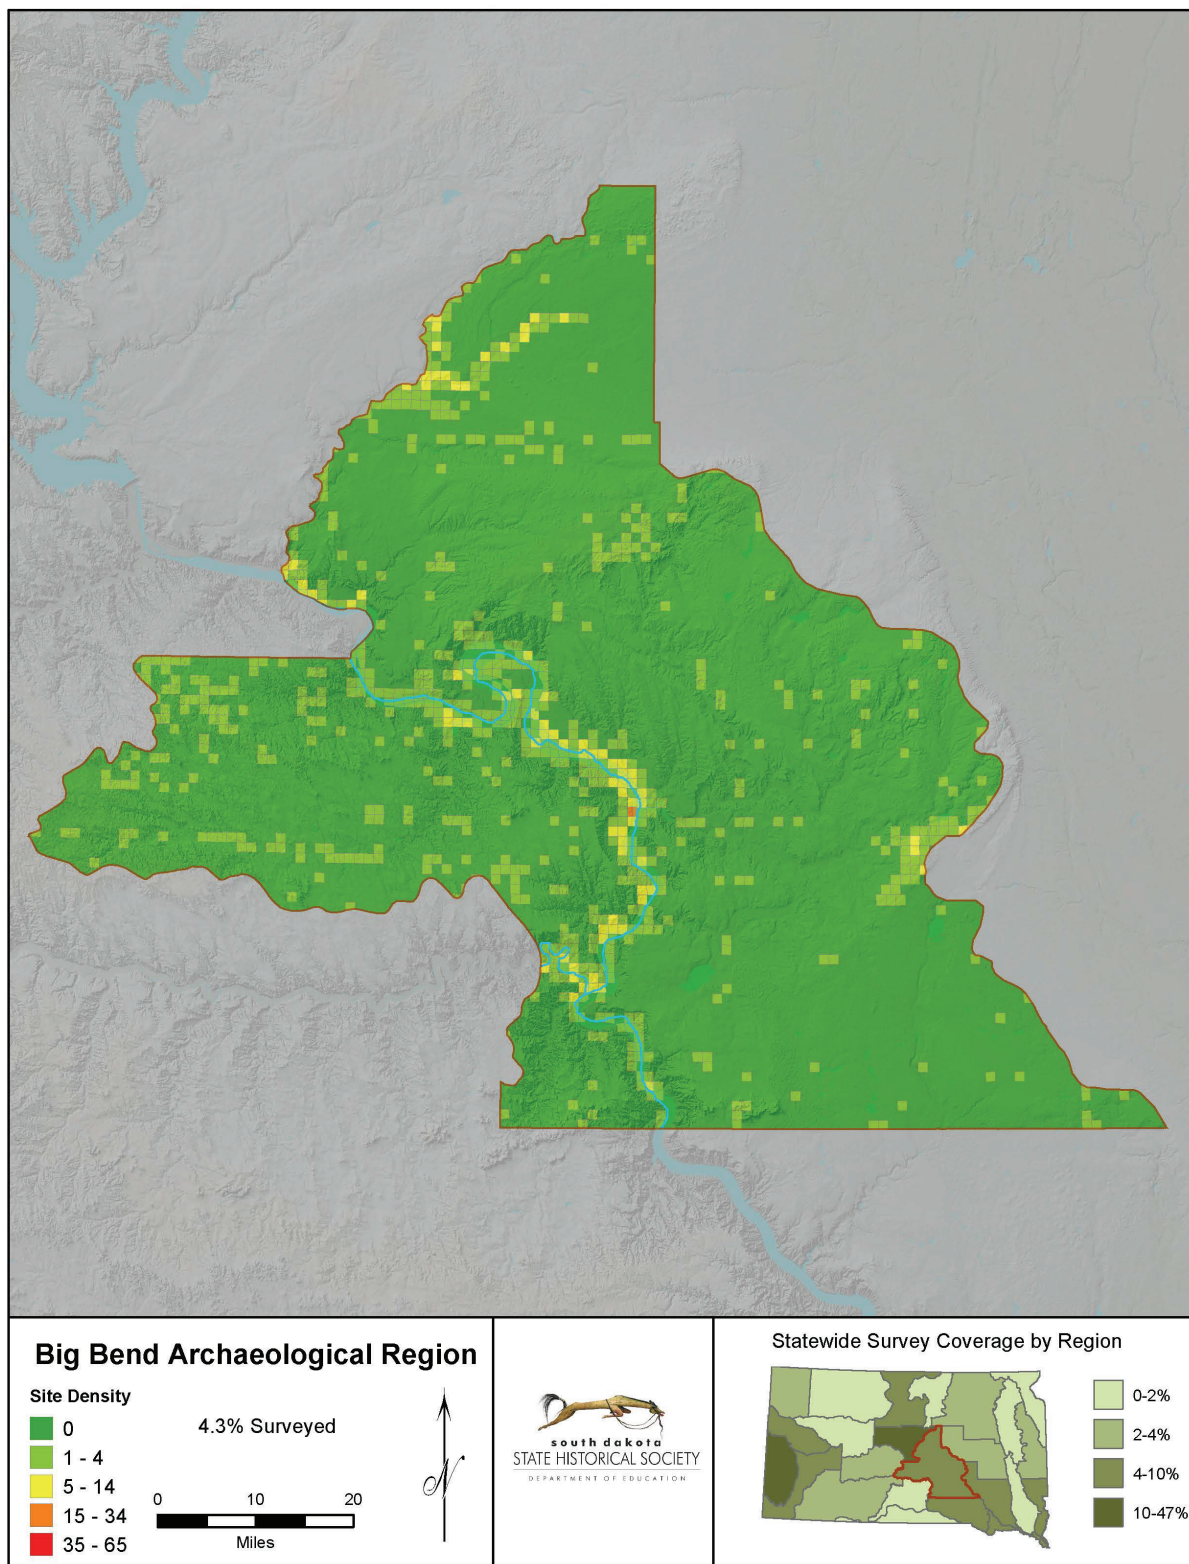 Big Bend Archaeological Region
Site Density
0
1 - 4
5 - 14
15 - 34
35 - 65
4.3% Surveyed
0 10 20
Miles
N
south dakota
STATE HISTORICAL SOCIETY
DEPARTMENT OF EDUCATION
Statewide Survey Coverage by Region
0-2%
2-4%
4-10%
10-47%